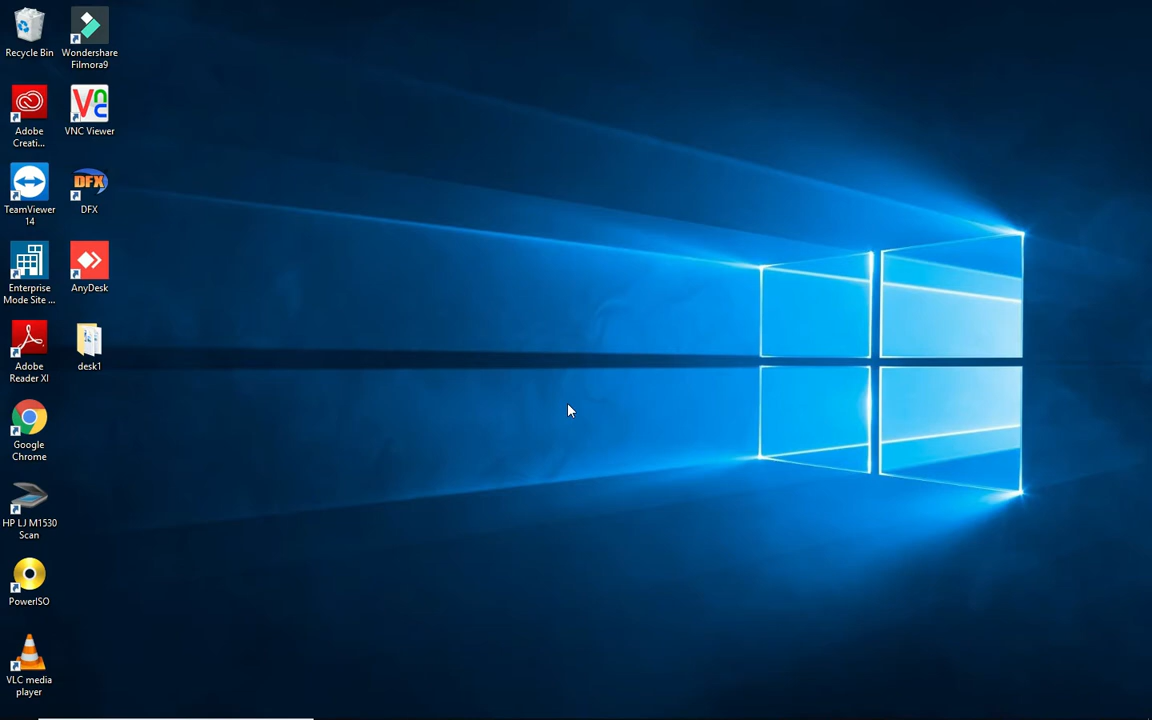 Recycle Bin
Wondershare
Filmora9
Adobe
Creati...
VNC Viewer
TeamViewer
14
DFX
DFX
Enterprise
Mode Site ...
AnyDesk
Adobe
Reader XI
desk1
Google
Chrome
HP LJ M1530
Scan
PowerISO
VLC media
player